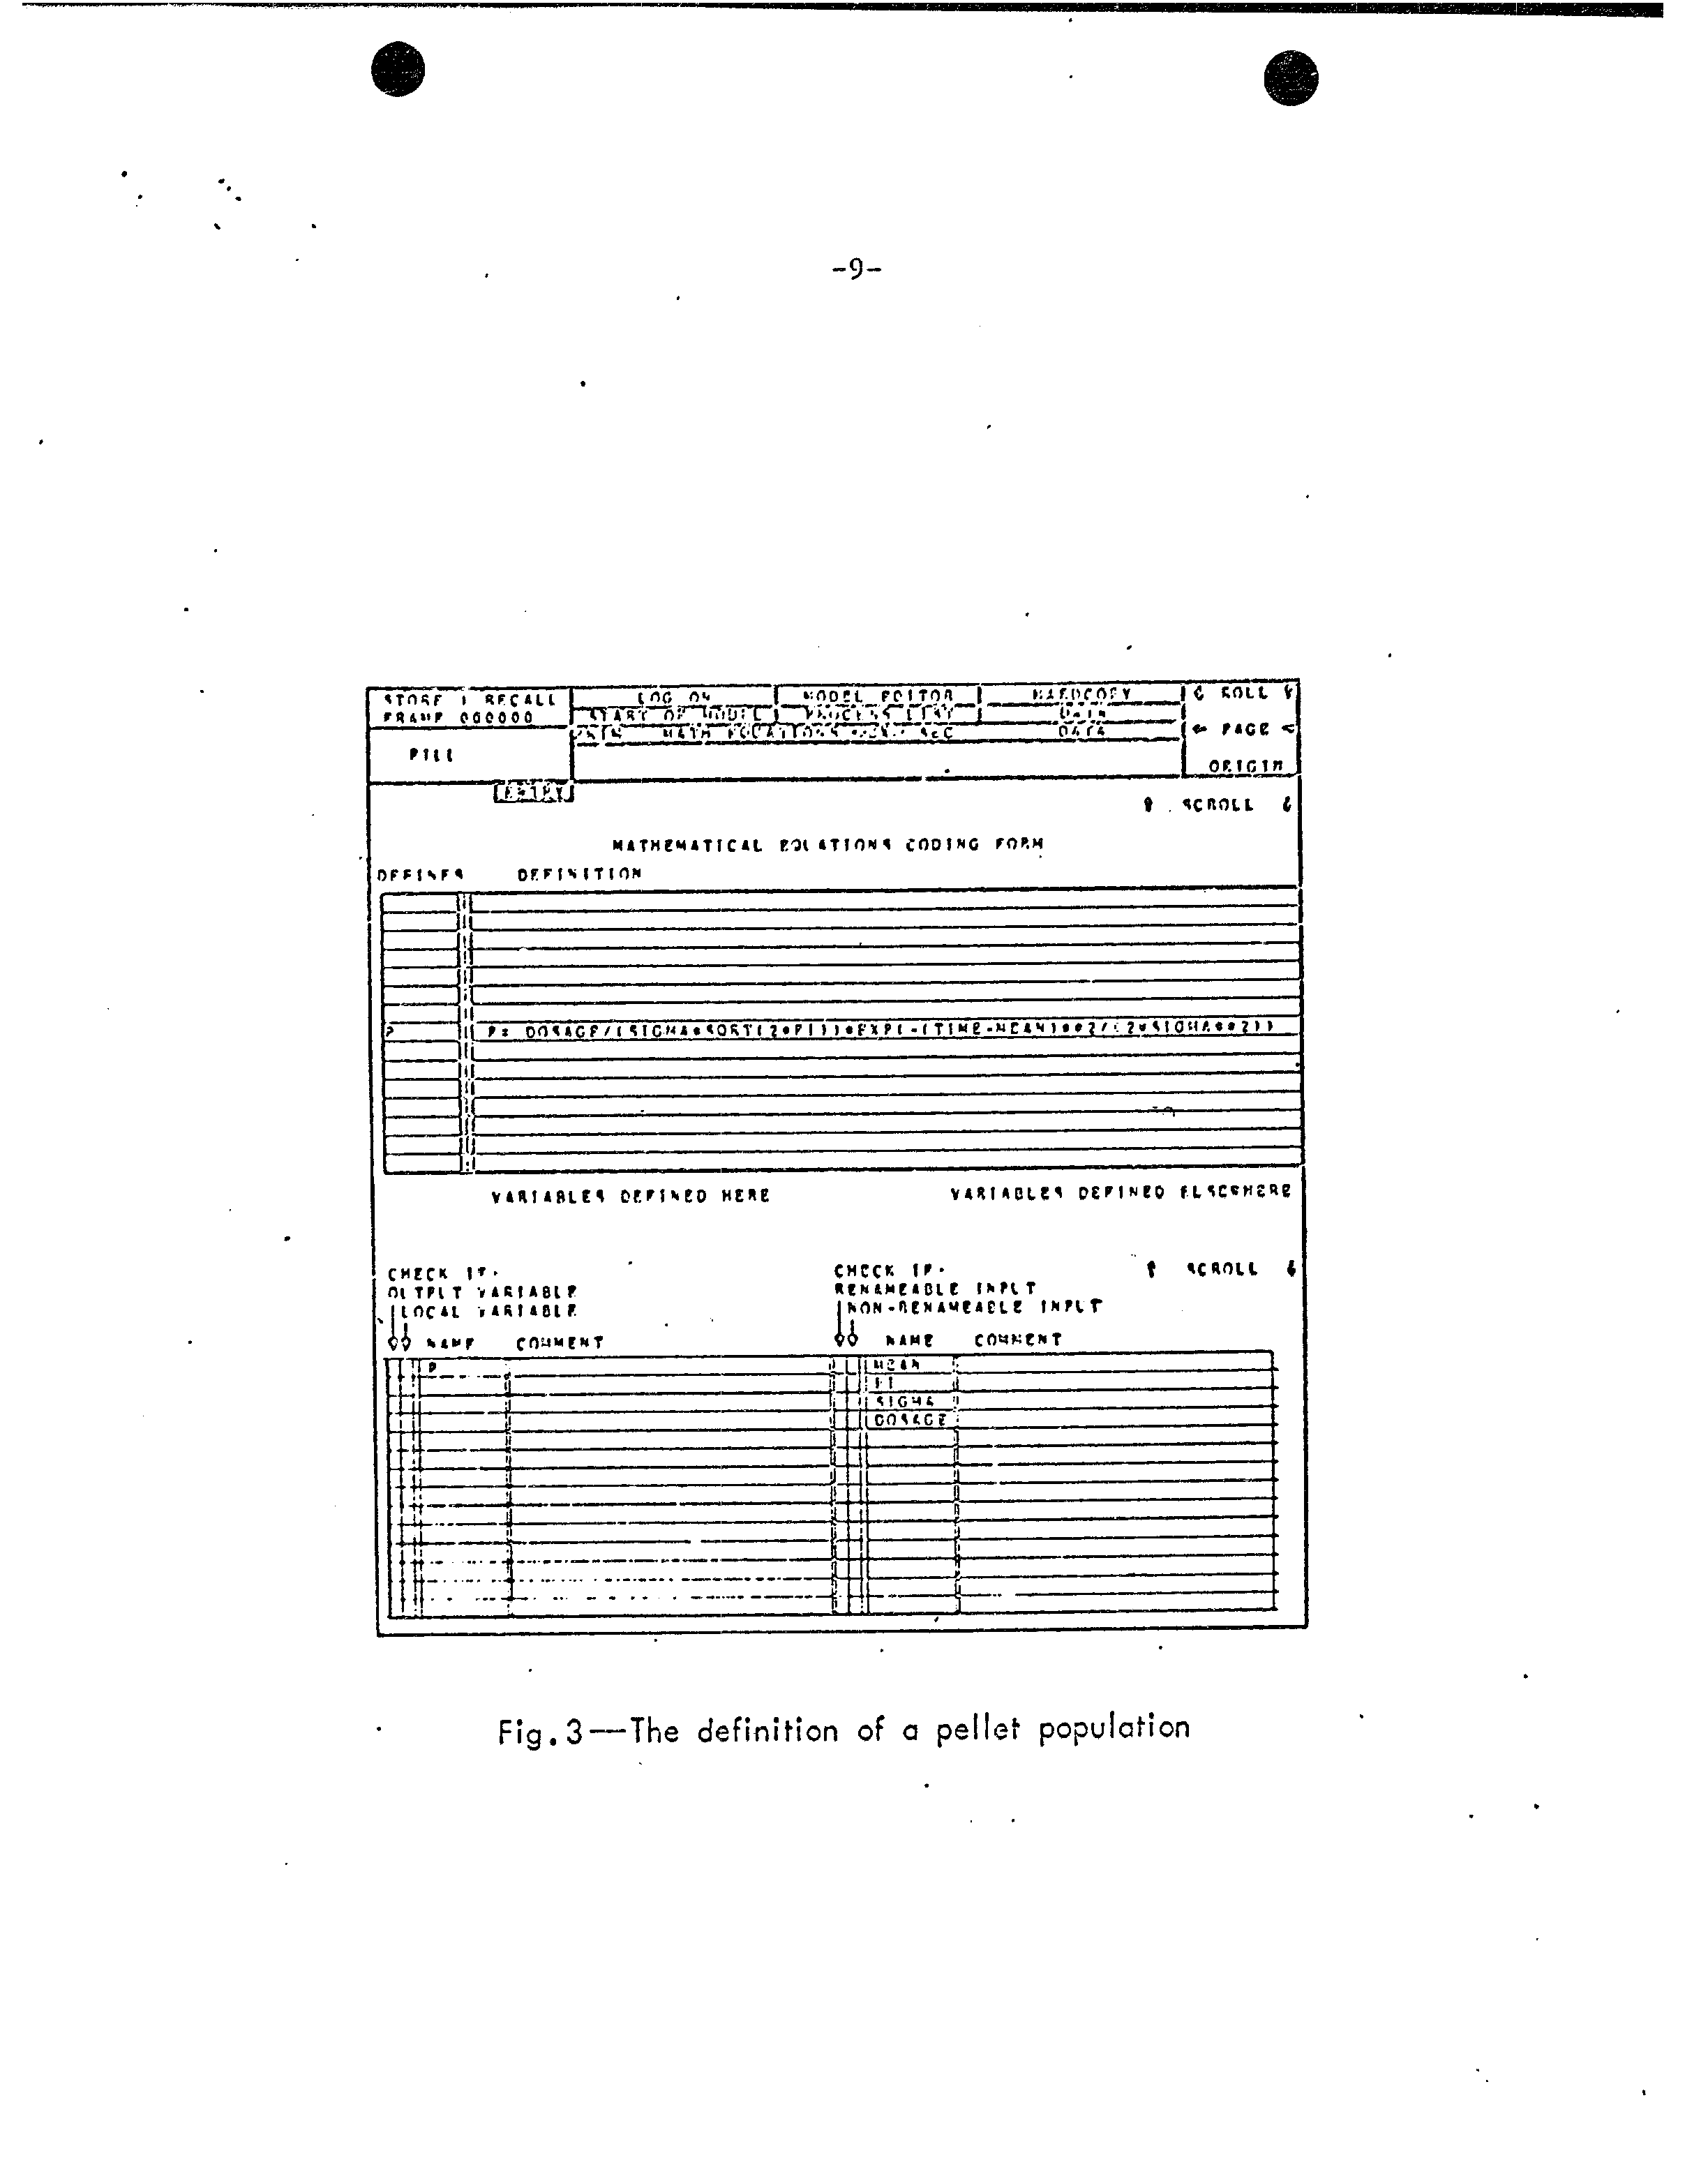 -9-
STORE | RECALL
FRAME 000000
LOG ON
MODEL EDITOR
HARDCOPY
ROLL
START OF MODEL
PROCESS LIST
DATA
MATH EQUATIONS SEC
DATA
PAGE
PILL
ORIGIN
SCROLL
MATHEMATICAL EQUATIONS CODING FORM
DEFINES DEFINITION
P P= DOSAGE/(SIGMA*SQRT(2*PI))*EXP(-(TIME-MEAN)**2/(2*SIGMA**2))
VARIABLES DEFINED HERE
VARIABLES DEFINED ELSEWHERE
CHECK IF.
OUTPUT VARIABLE
LOCAL VARIABLE
NAME COMMENT
P
CHECK IF.
RENAMEABLE INPUT
NON-RENAMEABLE INPUT
SCROLL
NAME COMMENT
MEAN
PI
SIGMA
DOSAGE
Fig. 3—The definition of a pellet population